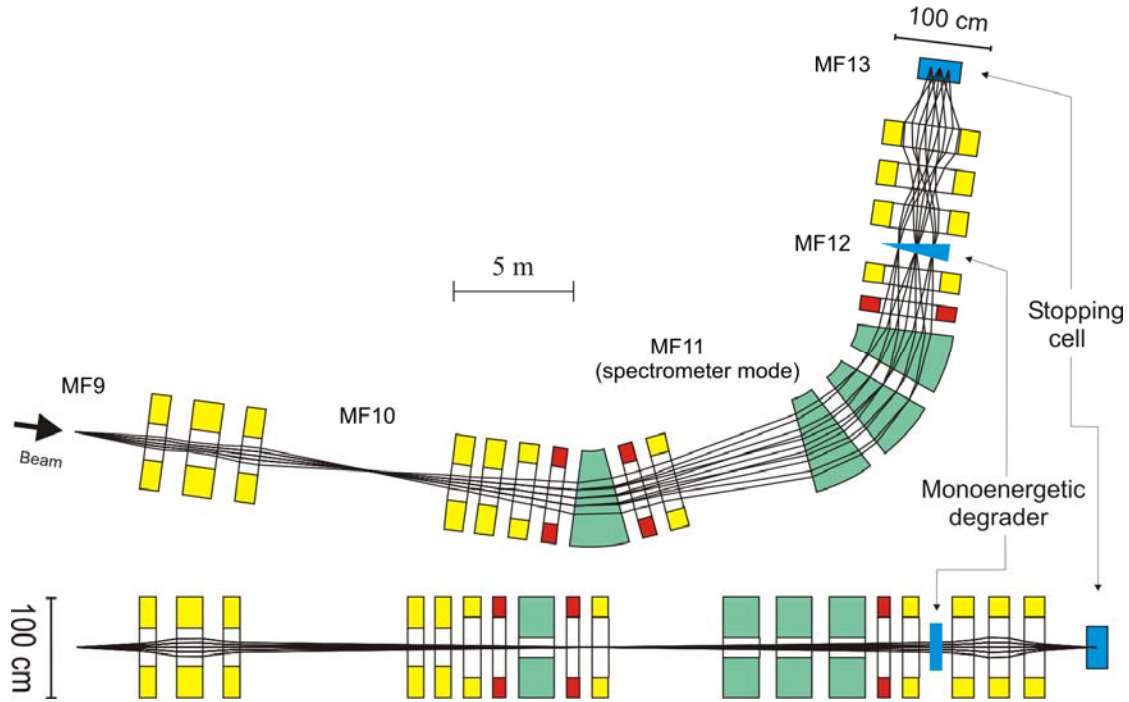 100 cm
MF13
MF12
5 m
Stopping
cell
MF11
(spectrometer mode)
MF9
MF10
Beam
Monoenergetic
degrader
100 cm